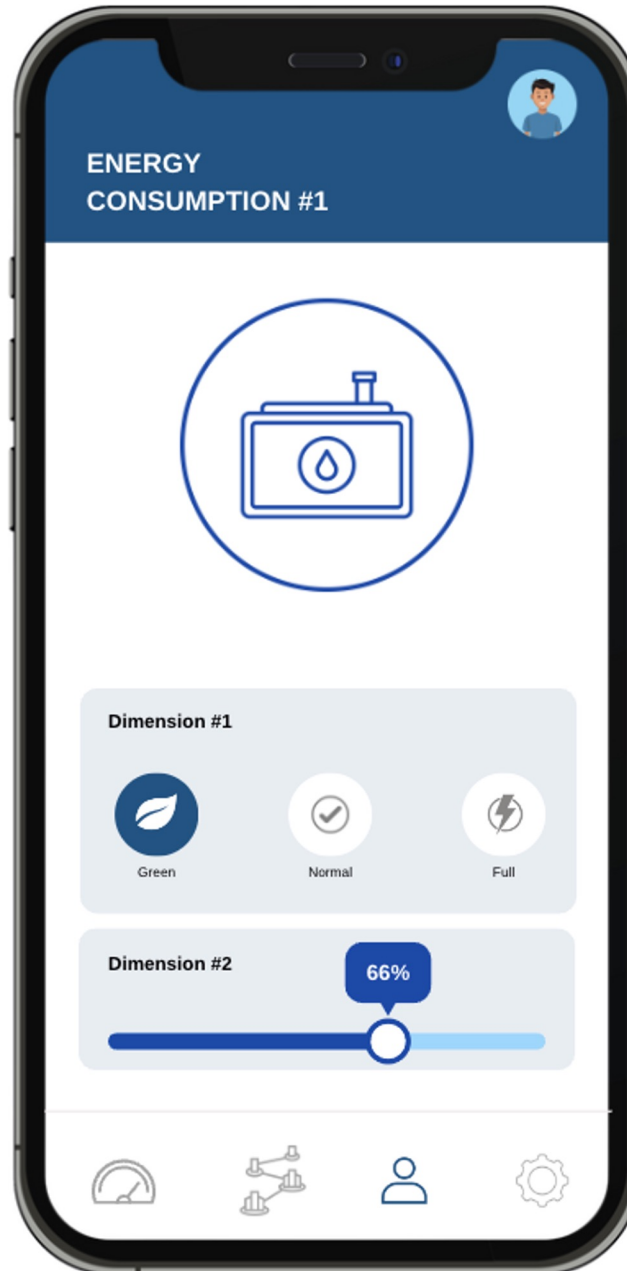 ENERGY
CONSUMPTION #1
Dimension #1
Green
Normal
Full
Dimension #2
66%